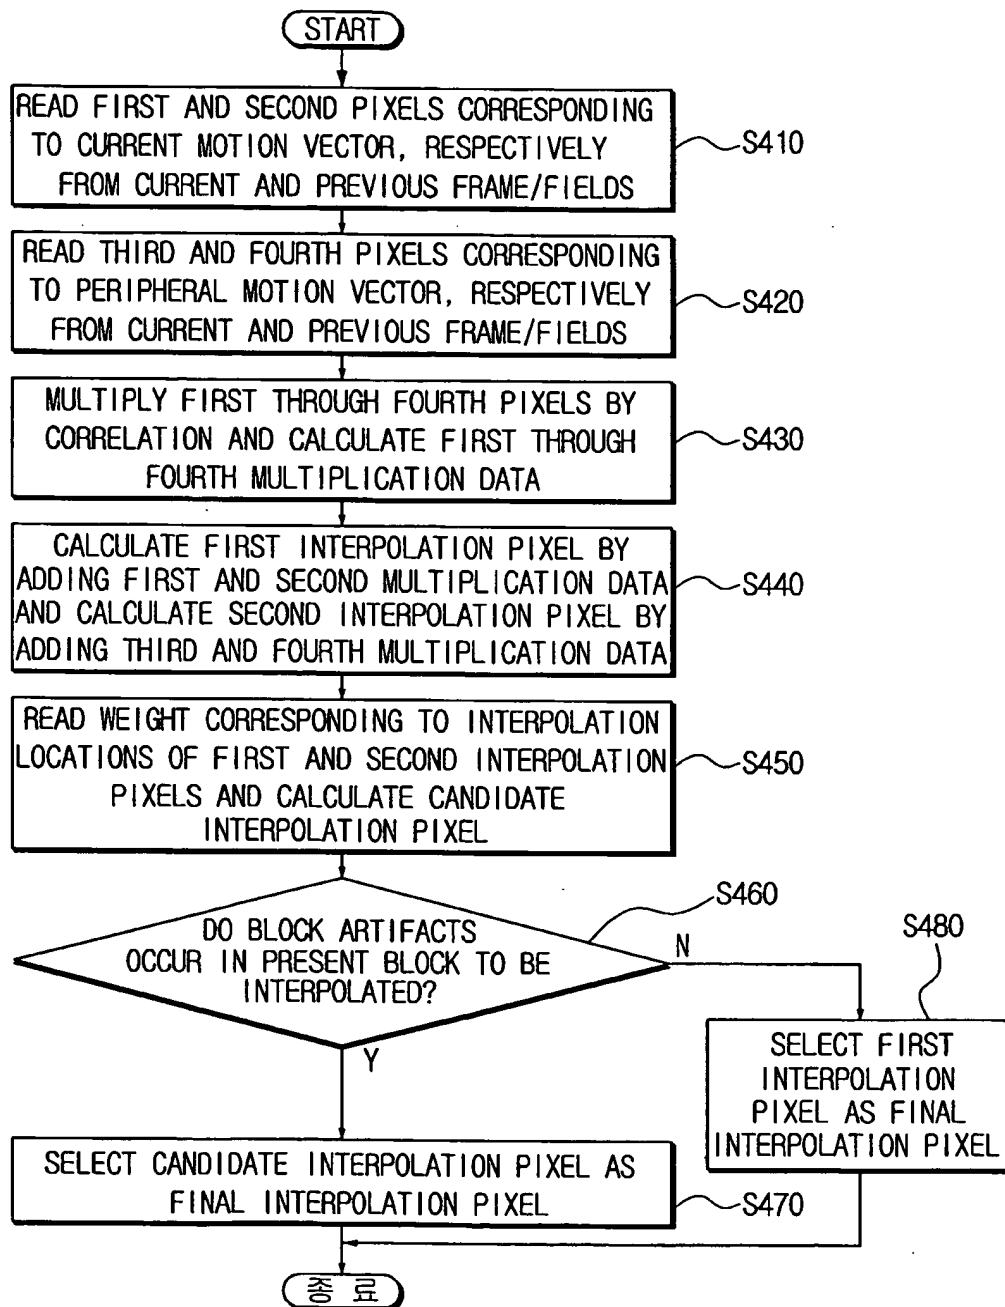 START
READ FIRST AND SECOND PIXELS CORRESPONDING
TO CURRENT MOTION VECTOR, RESPECTIVELY
FROM CURRENT AND PREVIOUS FRAME/FIELDS
S410
READ THIRD AND FOURTH PIXELS CORRESPONDING
TO PERIPHERAL MOTION VECTOR, RESPECTIVELY
FROM CURRENT AND PREVIOUS FRAME/FIELDS
S420
MULTIPLY FIRST THROUGH FOURTH PIXELS BY
CORRELATION AND CALCULATE FIRST THROUGH
FOURTH MULTIPLICATION DATA
S430
CALCULATE FIRST INTERPOLATION PIXEL BY
ADDING FIRST AND SECOND MULTIPLICATION DATA
AND CALCULATE SECOND INTERPOLATION PIXEL BY
ADDING THIRD AND FOURTH MULTIPLICATION DATA
S440
READ WEIGHT CORRESPONDING TO INTERPOLATION
LOCATIONS OF FIRST AND SECOND INTERPOLATION
PIXELS AND CALCULATE CANDIDATE
INTERPOLATION PIXEL
S450
DO BLOCK ARTIFACTS
OCCUR IN PRESENT BLOCK TO BE
INTERPOLATED?
S460
N
Y
S480
SELECT FIRST
INTERPOLATION
PIXEL AS FINAL
INTERPOLATION PIXEL
SELECT CANDIDATE INTERPOLATION PIXEL AS
FINAL INTERPOLATION PIXEL
S470
종 료